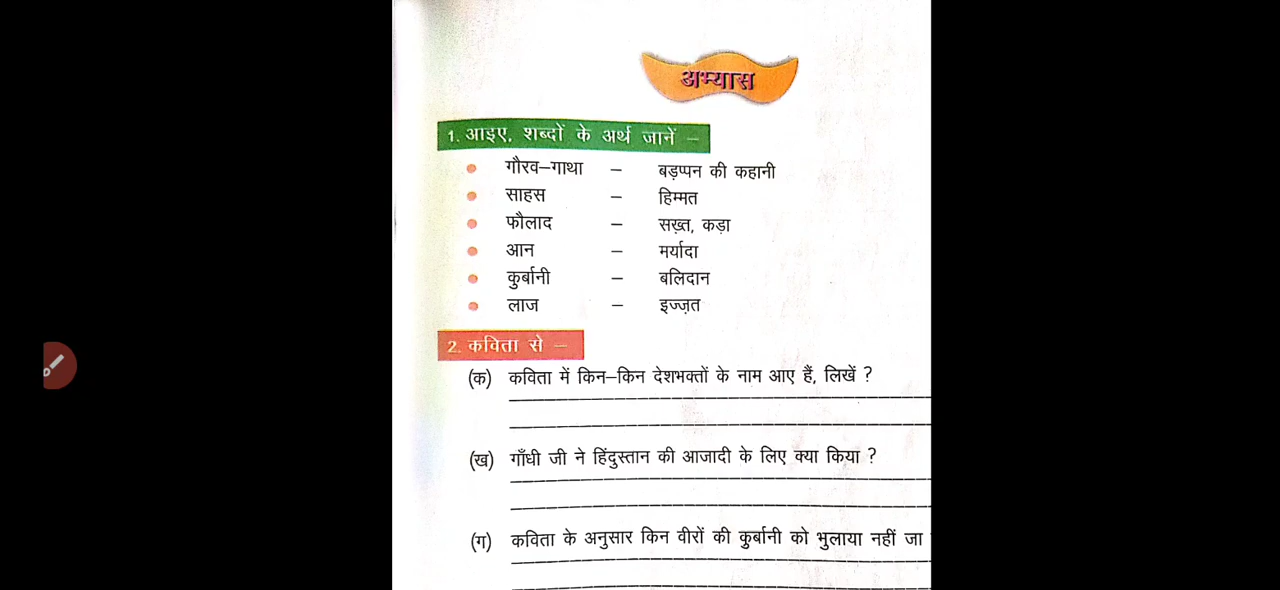 अभ्यास
1. आइए, शब्दों के अर्थ जानें –
गौरव–गाथा – बड़प्पन की कहानी
साहस – हिम्मत
फौलाद – सख़्त, कड़ा
आन – मर्यादा
कुर्बानी – बलिदान
लाज – इज्ज़त
2. कविता से –
(क) कविता में किन–किन देशभक्तों के नाम आए हैं, लिखें ?
(ख) गाँधी जी ने हिंदुस्तान की आजादी के लिए क्या किया ?
(ग) कविता के अनुसार किन वीरों की कुर्बानी को भुलाया नहीं जा